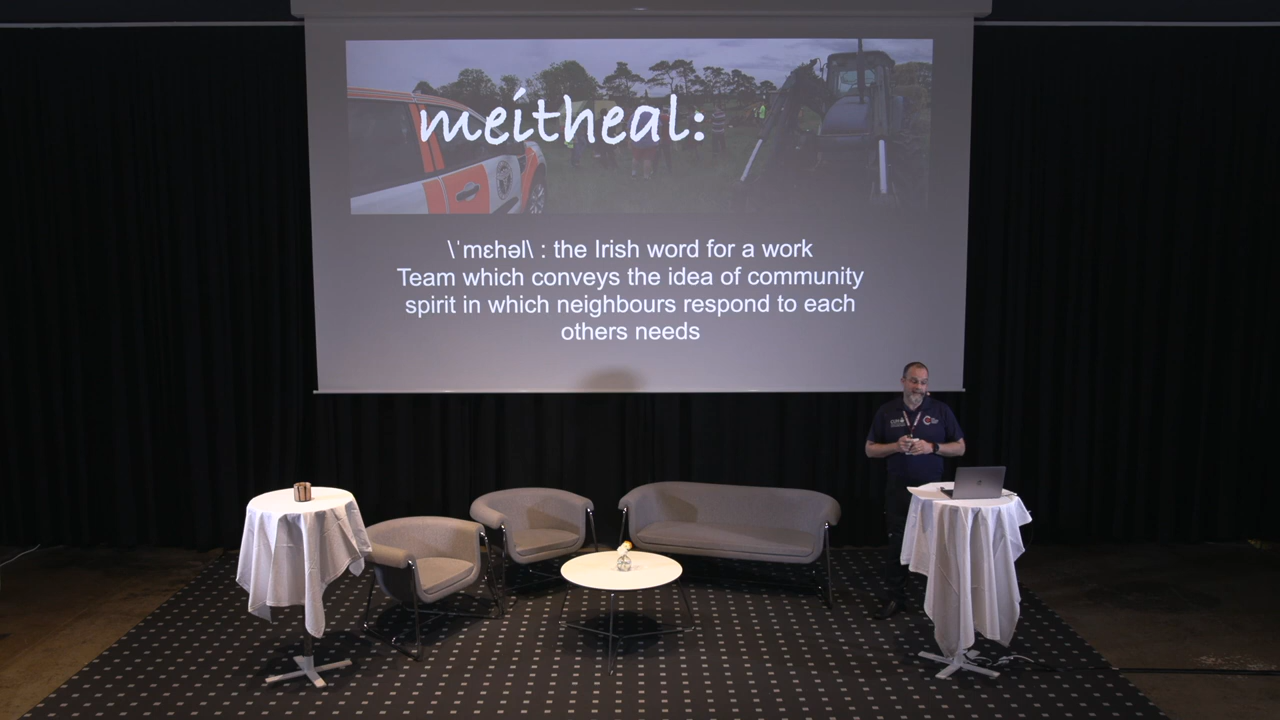 meitheal:
\ˈmɛhəl\ : the Irish word for a work
Team which conveys the idea of community
spirit in which neighbours respond to each
others needs